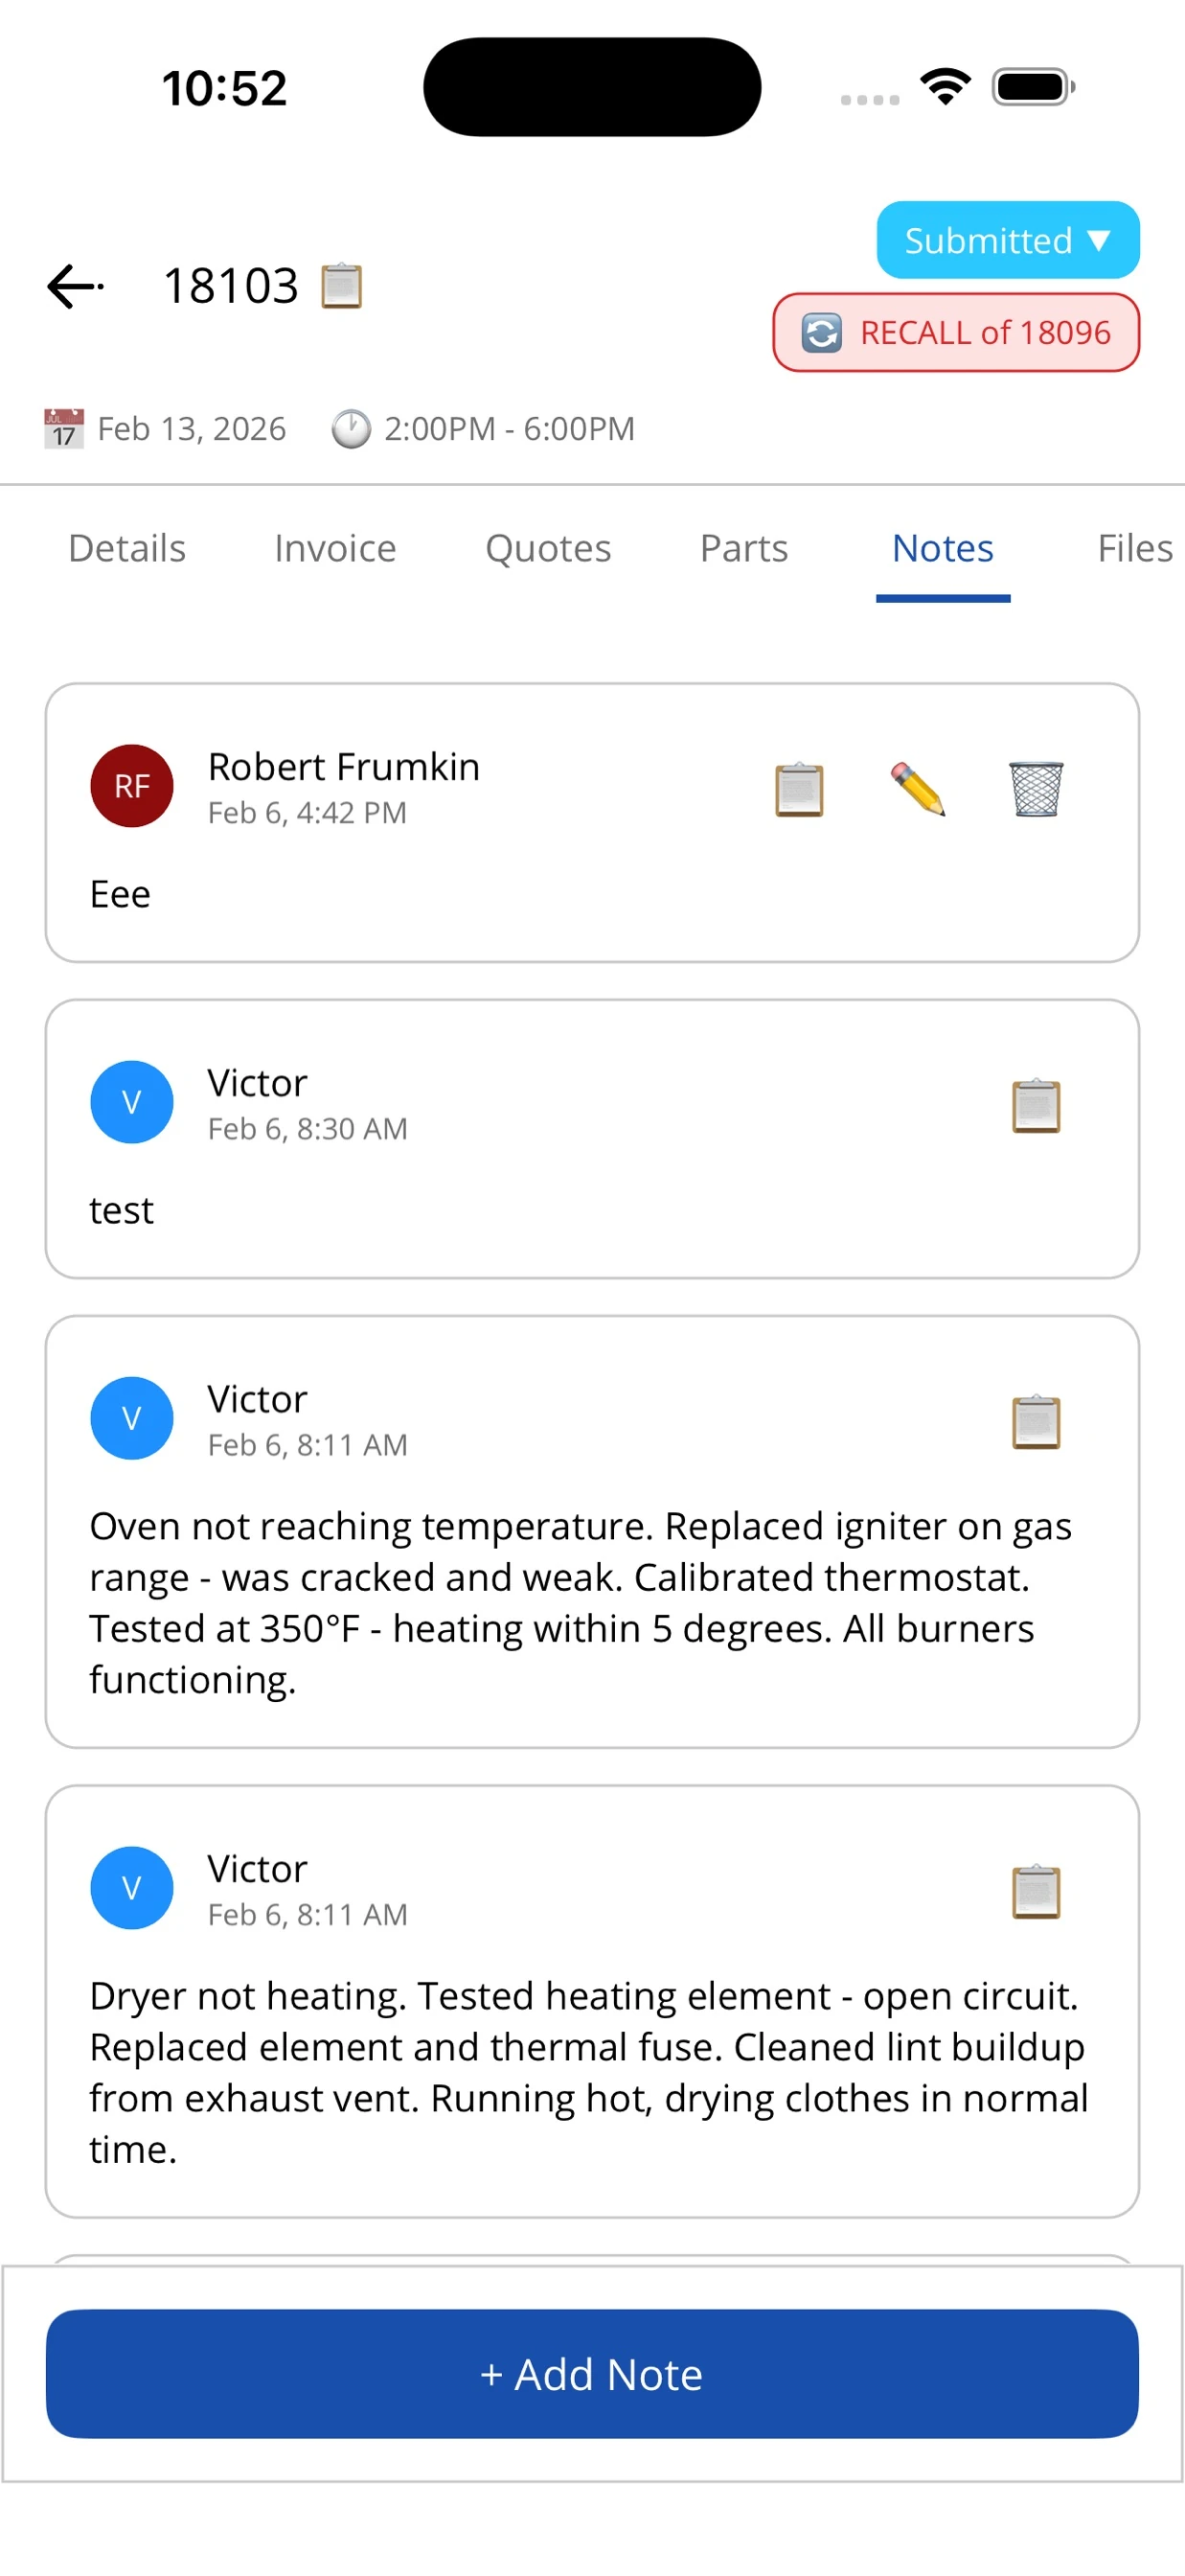 10:52
Submitted ▼
18103
RECALL of 18096
JUL
17
Feb 13, 2026
2:00PM - 6:00PM
Details
Invoice
Quotes
Parts
Notes
Files
RF
Robert Frumkin
Feb 6, 4:42 PM
Eee
V
Victor
Feb 6, 8:30 AM
test
V
Victor
Feb 6, 8:11 AM
Oven not reaching temperature. Replaced igniter on gas
range - was cracked and weak. Calibrated thermostat.
Tested at 350°F - heating within 5 degrees. All burners
functioning.
V
Victor
Feb 6, 8:11 AM
Dryer not heating. Tested heating element - open circuit.
Replaced element and thermal fuse. Cleaned lint buildup
from exhaust vent. Running hot, drying clothes in normal
time.
+ Add Note